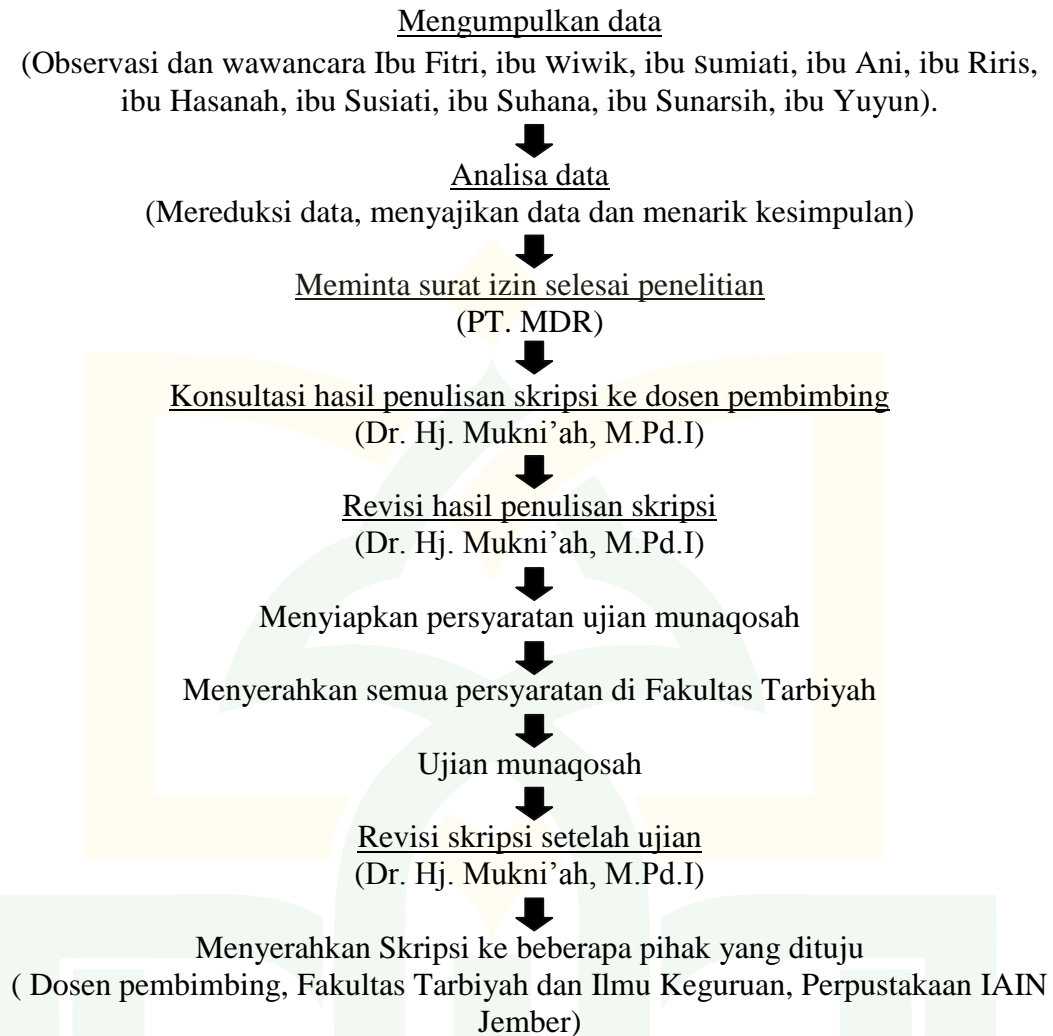 Mengumpulkan data
(Observasi dan wawancara Ibu Fitri, ibu Wiwik, ibu Sumiati, ibu Ani, ibu Riris,
ibu Hasanah, ibu Susiati, ibu Suhana, ibu Sunarsih, ibu Yuyun).
Analisa data
(Mereduksi data, menyajikan data dan menarik kesimpulan)
Meminta surat izin selesai penelitian
(PT. MDR)
Konsultasi hasil penulisan skripsi ke dosen pembimbing
(Dr. Hj. Mukni’ah, M.Pd.I)
Revisi hasil penulisan skripsi
(Dr. Hj. Mukni’ah, M.Pd.I)
Menyiapkan persyaratan ujian munaqosah
Menyerahkan semua persyaratan di Fakultas Tarbiyah
Ujian munaqosah
Revisi skripsi setelah ujian
(Dr. Hj. Mukni’ah, M.Pd.I)
Menyerahkan Skripsi ke beberapa pihak yang dituju
( Dosen pembimbing, Fakultas Tarbiyah dan Ilmu Keguruan, Perpustakaan IAIN
Jember)